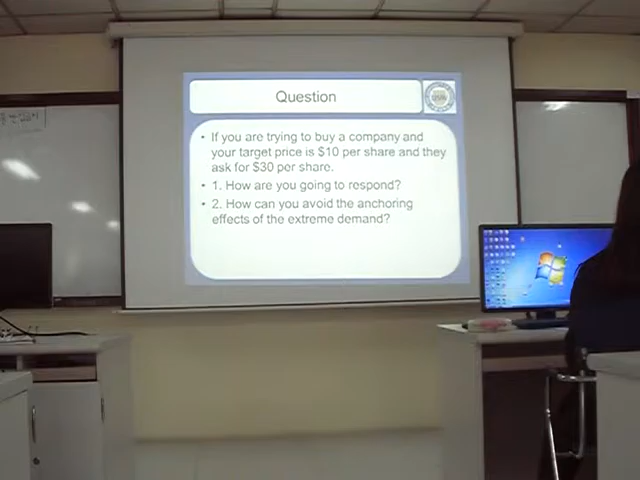 Question
• If you are trying to buy a company and
your target price is $10 per share and they
ask for $30 per share.
• 1. How are you going to respond?
• 2. How can you avoid the anchoring
effects of the extreme demand?